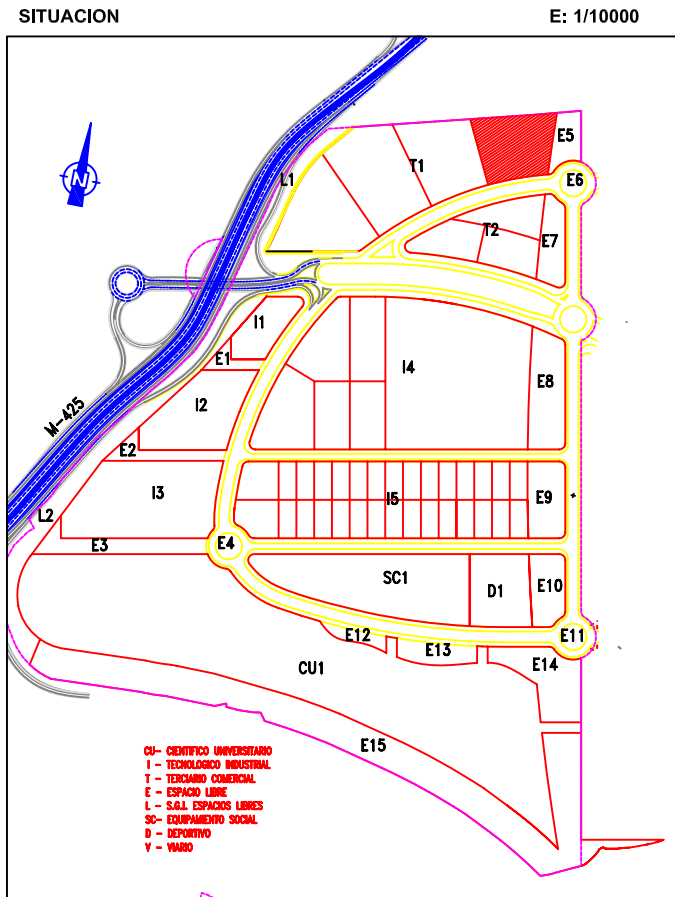 SITUACION
E: 1/10000
N
E5
T1
L1
E6
T2
E7
I1
E1
I4
E8
I2
M-425
E2
I3
I5
E9
L2
E3
E4
SC1
D1
E10
E12
E11
E13
E14
CU1
E15
CU- CIENTIFICO UNIVERSITARIO
I - TECNOLOGICO INDUSTRIAL
T - TERCIARIO COMERCIAL
E - ESPACIO LIBRE
L - S.G.L ESPACIOS LIBRES
SC- EQUIPAMIENTO SOCIAL
D - DEPORTIVO
V - VIARIO